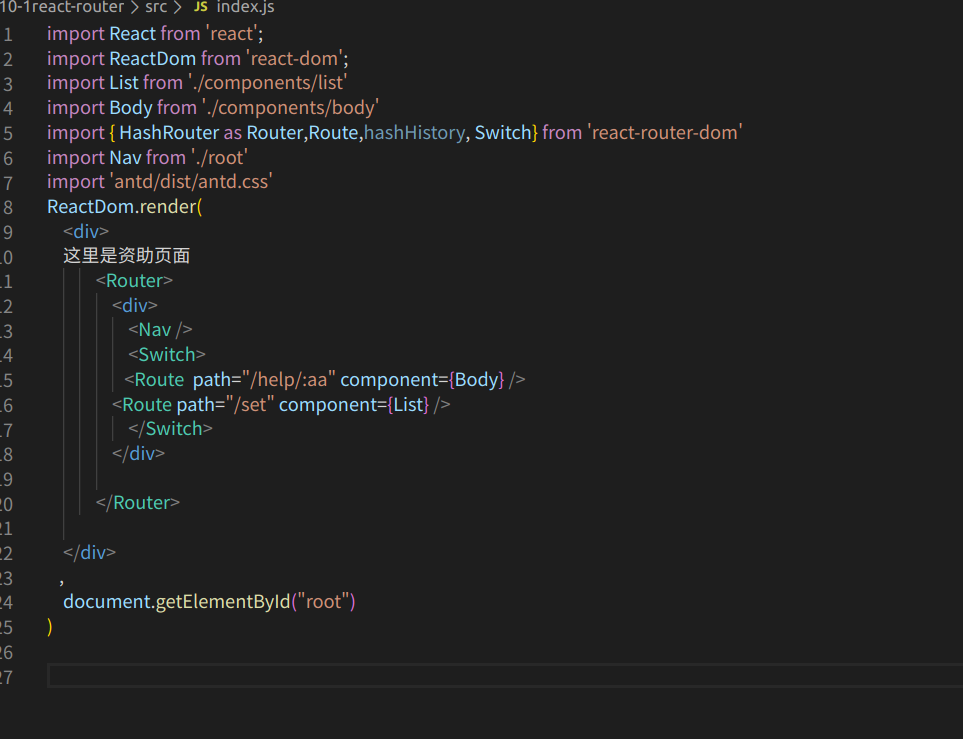 10-1react-router > src > JS index.js
1 import React from 'react';
2 import ReactDom from 'react-dom';
3 import List from './components/list'
4 import Body from './components/body'
5 import { HashRouter as Router,Route,hashHistory, Switch} from 'react-router-dom'
6 import Nav from './root'
7 import 'antd/dist/antd.css'
8 ReactDom.render(
9 <div>
10 这里是资助页面
11 <Router>
12 <div>
13 <Nav />
14 <Switch>
15 <Route  path="/help/:aa" component={Body} />
16 <Route path="/set" component={List} />
17 </Switch>
18 </div>
19
20 </Router>
21
22 </div>
23 ,
24 document.getElementById("root")
25 )
26
27